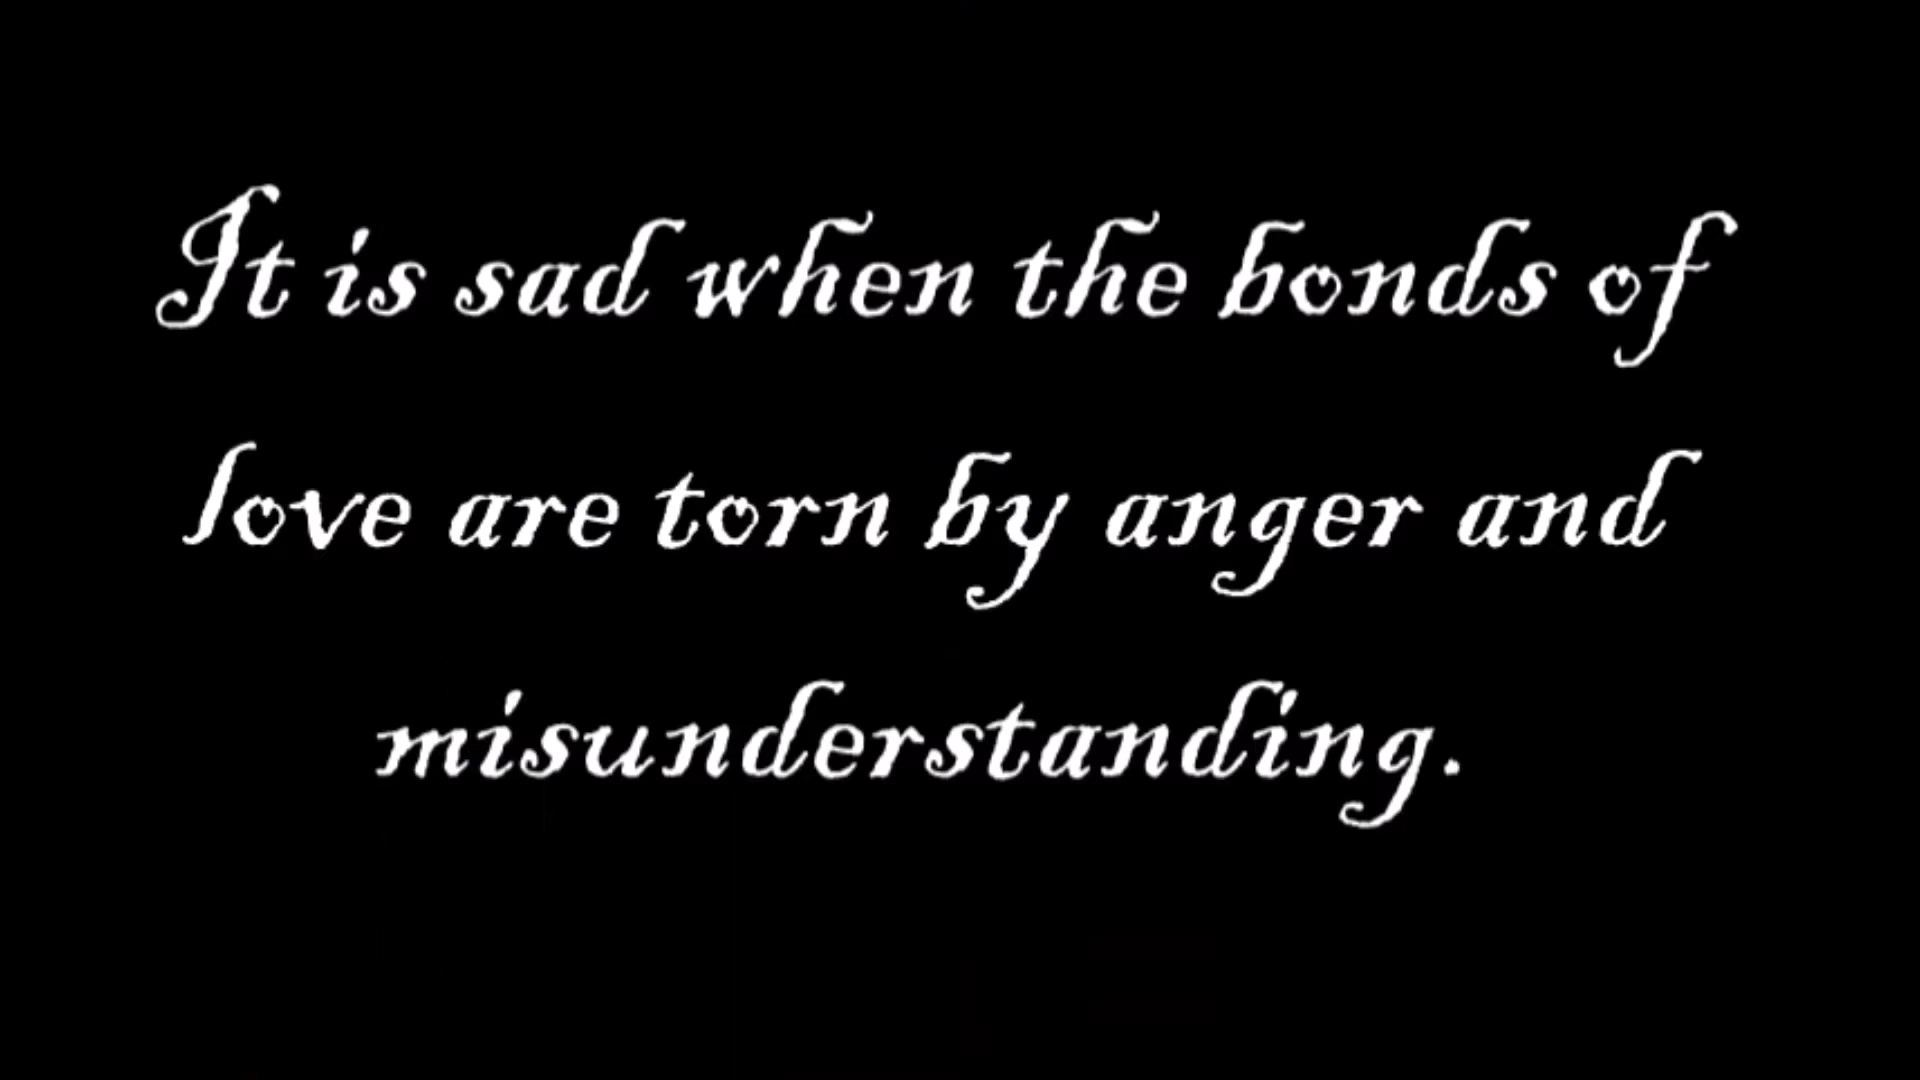 It is sad when the bonds of
love are torn by anger and
misunderstanding.